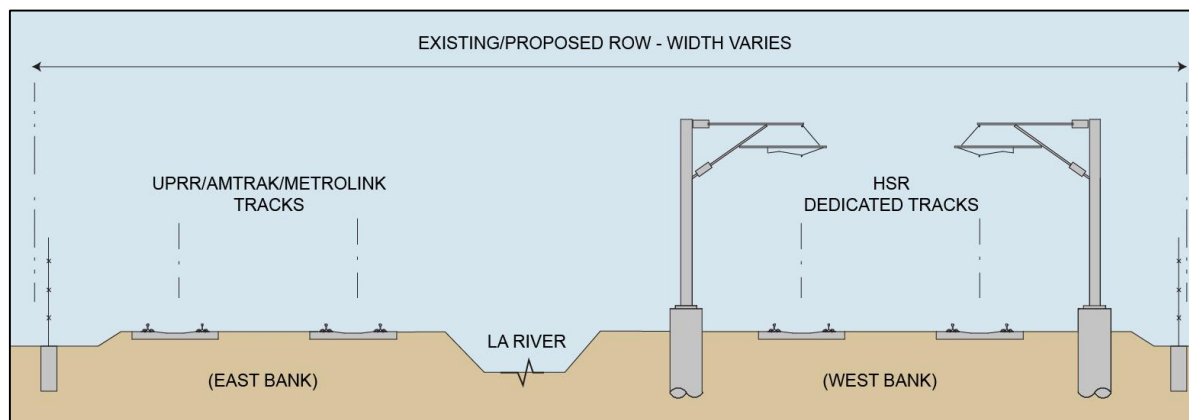 EXISTING/PROPOSED ROW - WIDTH VARIES
UPRR/AMTRAK/METROLINK
TRACKS
HSR
DEDICATED TRACKS
LA RIVER
(EAST BANK)
(WEST BANK)